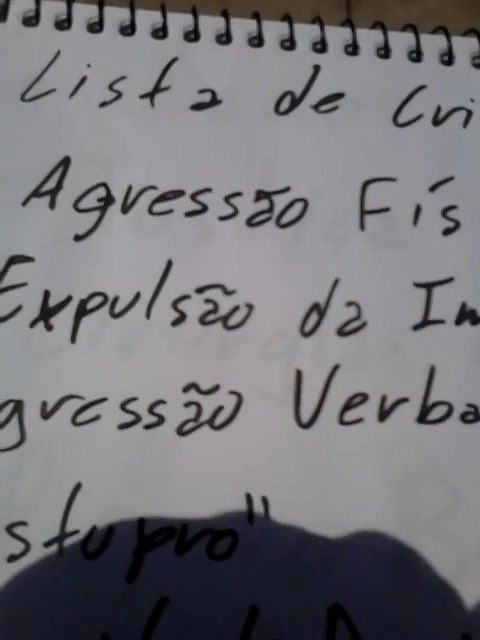 Lista de Cri
Agressão Fís
Expulsão da Im
gressão Verba
stupro"